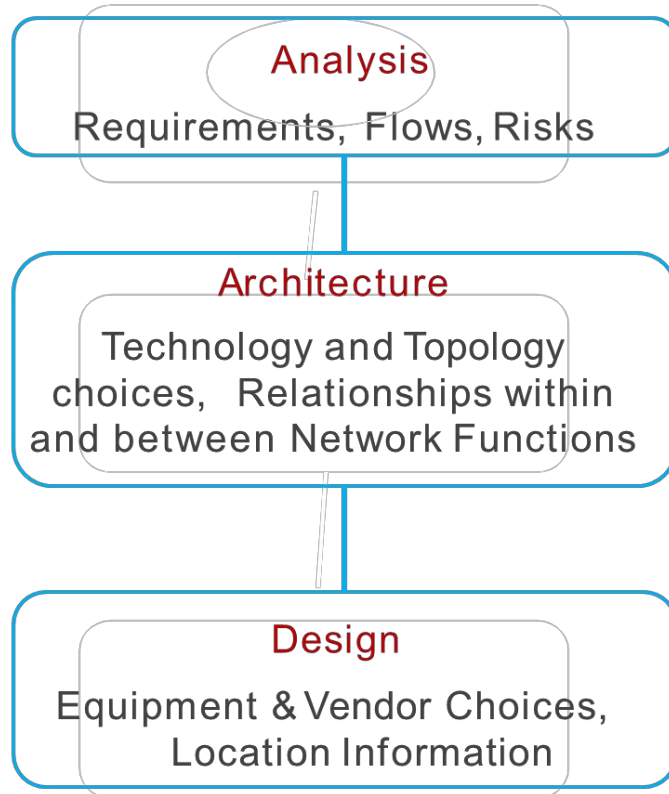 Analysis
Requirements, Flows, Risks
Architecture
Technology and Topology
choices, Relationships within
and between Network Functions
Design
Equipment & Vendor Choices,
Location Information